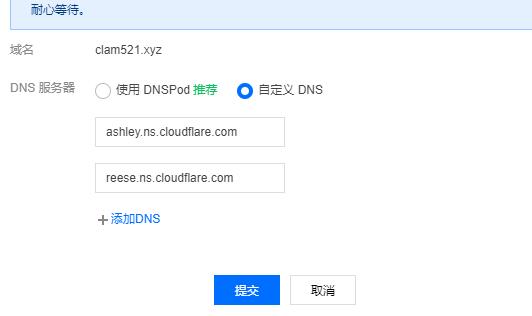 耐心等待。
域名 clam521.xyz
DNS 服务器 使用 DNSPod 推荐 自定义 DNS
ashley.ns.cloudflare.com
reese.ns.cloudflare.com
添加DNS
提交 取消